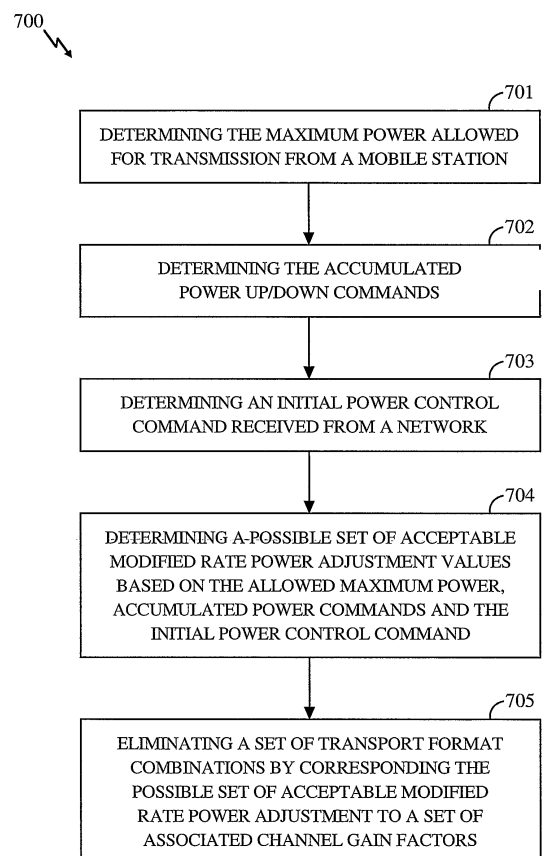 700
701
DETERMINING THE MAXIMUM POWER ALLOWED
FOR TRANSMISSION FROM A MOBILE STATION
702
DETERMINING THE ACCUMULATED
POWER UP/DOWN COMMANDS
703
DETERMINING AN INITIAL POWER CONTROL
COMMAND RECEIVED FROM A NETWORK
704
DETERMINING A-POSSIBLE SET OF ACCEPTABLE
MODIFIED RATE POWER ADJUSTMENT VALUES
BASED ON THE ALLOWED MAXIMUM POWER,
ACCUMULATED POWER COMMANDS AND THE
INITIAL POWER CONTROL COMMAND
705
ELIMINATING A SET OF TRANSPORT FORMAT
COMBINATIONS BY CORRESPONDING THE
POSSIBLE SET OF ACCEPTABLE MODIFIED
RATE POWER ADJUSTMENT TO A SET OF
ASSOCIATED CHANNEL GAIN FACTORS